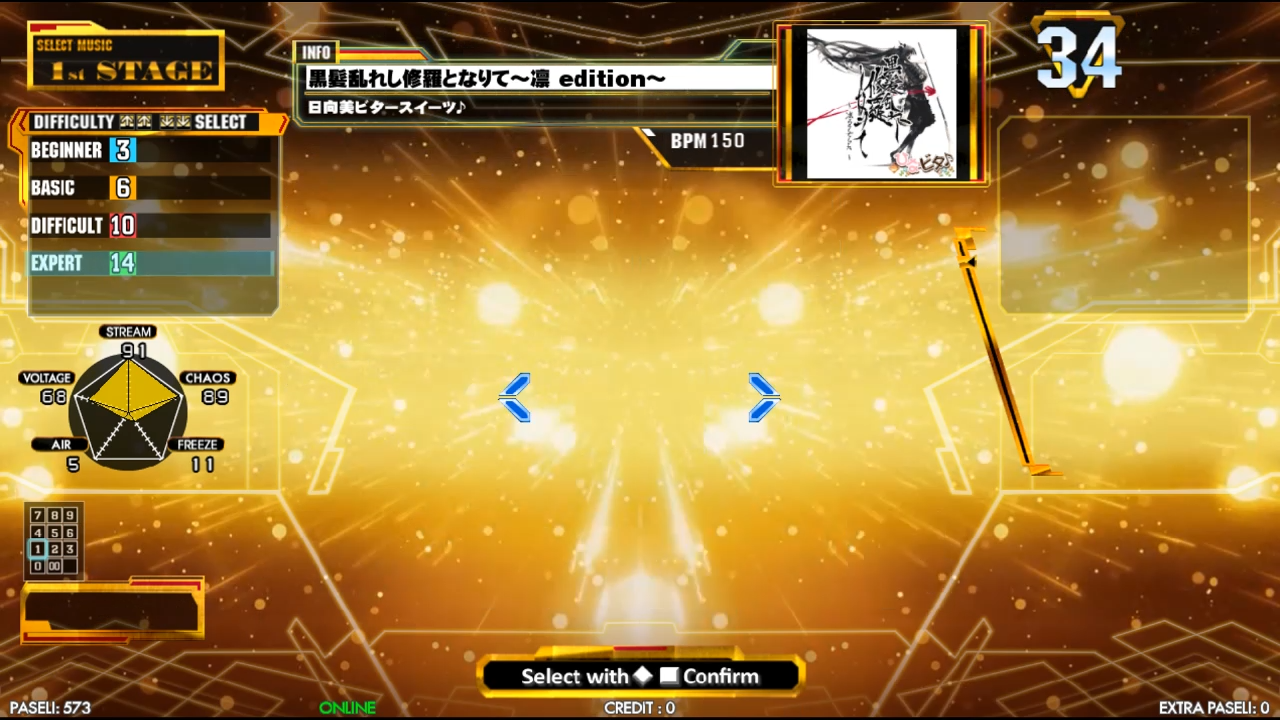 SELECT MUSIC
1st STAGE
INFO
黒髪乱れし修羅となりて～凛 edition～
日向美ビタースイーツ♪
BPM 150
34
DIFFICULTY SELECT
BEGINNER 3
BASIC 6
DIFFICULT 10
EXPERT 14
STREAM
91
VOLTAGE
68
CHAOS
89
AIR
5
FREEZE
11
7 8 9
4 5 6
1 2 3
0 00
Select with ◆ ■ Confirm
PASELI: 573
ONLINE
CREDIT : 0
EXTRA PASELI: 0